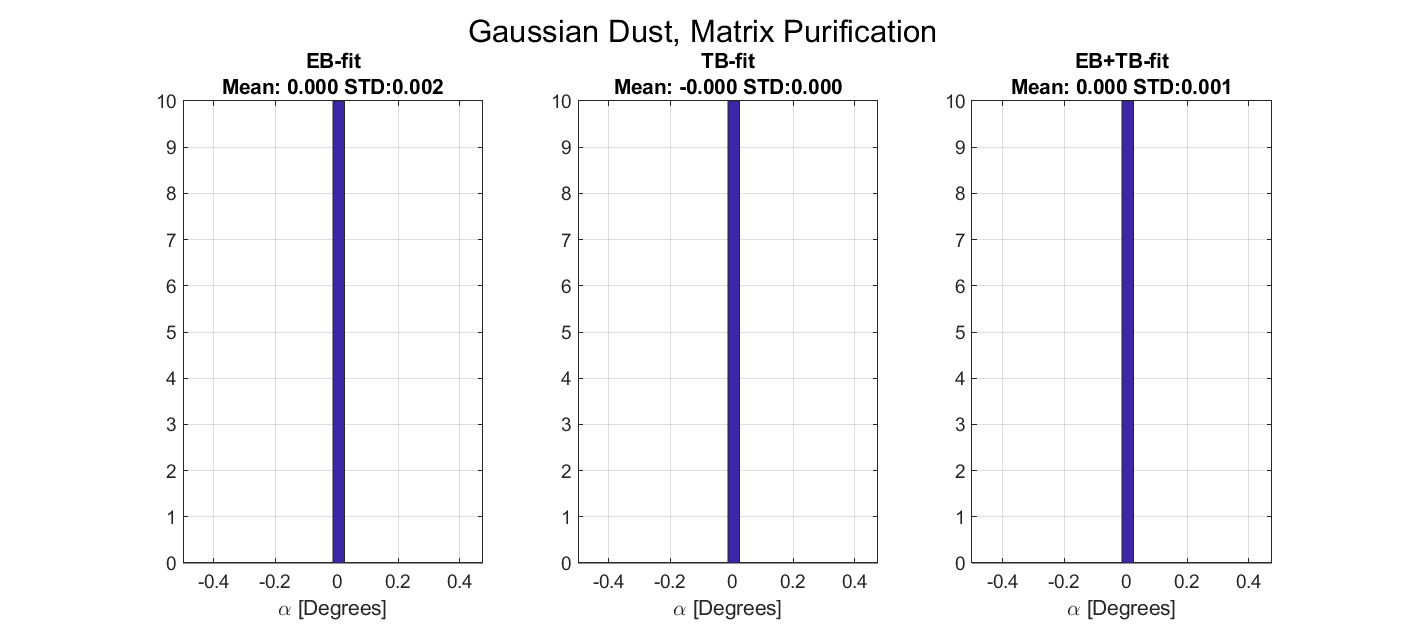 Gaussian Dust, Matrix Purification
EB-fit
Mean: 0.000 STD:0.002
10
9
8
7
6
5
4
3
2
1
0
-0.4 -0.2 0 0.2 0.4
α [Degrees]
TB-fit
Mean: -0.000 STD:0.000
10
9
8
7
6
5
4
3
2
1
0
-0.4 -0.2 0 0.2 0.4
α [Degrees]
EB+TB-fit
Mean: 0.000 STD:0.001
10
9
8
7
6
5
4
3
2
1
0
-0.4 -0.2 0 0.2 0.4
α [Degrees]